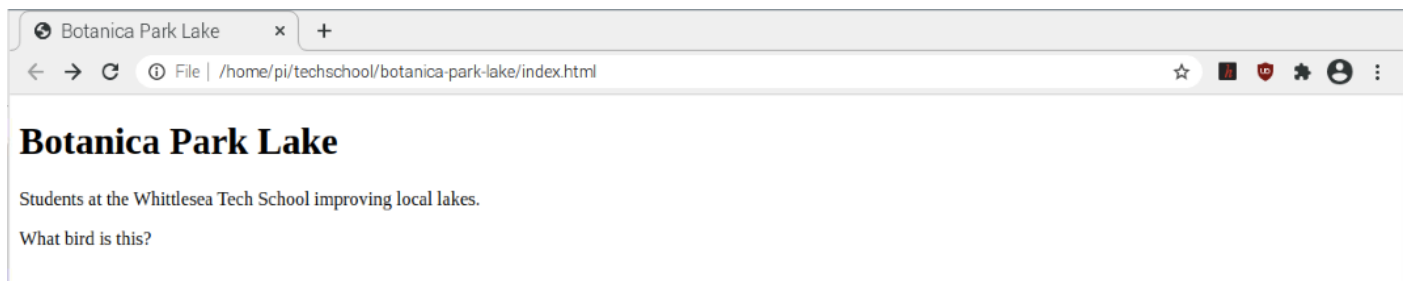 Botanica Park Lake
File | /home/pi/techschool/botanica-park-lake/index.html
Botanica Park Lake
Students at the Whittlesea Tech School improving local lakes.
What bird is this?